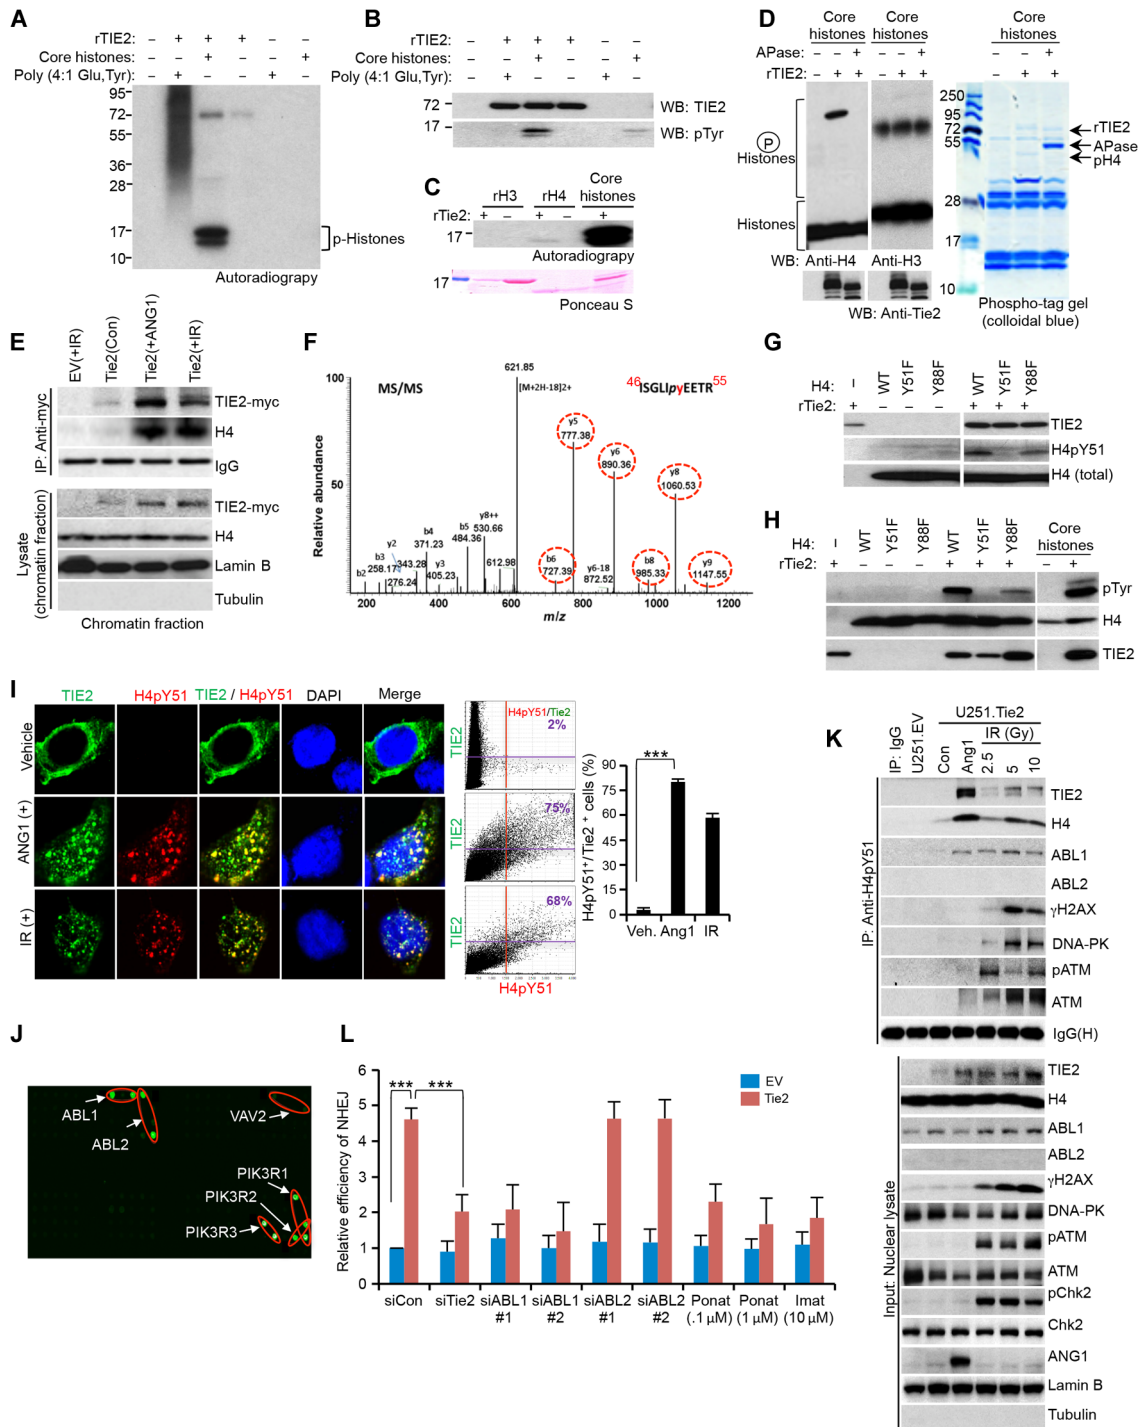 A
rTIE2: – + + + – –
Core histones: – – + – – +
Poly (4:1 Glu,Tyr) – + – – + –
95
72
55
36
28
17
10
p-Histones
Autoradiograpy
B
rTIE2: – + + + – –
Core histones: – – + – – +
Poly (4:1 Glu,Tyr) – + – – + –
72
WB: TIE2
17
WB: pTyr
C
rH3 rH4 Core histones
rTie2: + – + – +
17
Autoradiograpy
17
Ponceau S
D
Core histones Core histones Core histones
APase: – – + – – + +
rTIE2: – + + – + + – + +
P
Histones
Histones
WB: Anti-H4 Anti-H3
WB: Anti-Tie2
250
95
72
55
28
17
10
rTIE2
APase
pH4
Phospho-tag gel
(colloidal blue)
E
EV(+IR)
Tie2(Con)
Tie2(+ANG1)
Tie2(+IR)
IP: Anti-myc
TIE2-myc
H4
IgG
Lysate
(chromatin fraction)
TIE2-myc
H4
Lamin B
Tubulin
Chromatin fraction
F
MS/MS
46 ISGLIpyEETR 55
Relative abundance
100
50
621.85
[M+2H-18]2+
y5
777.38
y6
890.36
y8
1060.53
y8++
530.66
b5
484.36
b4
371.23
y2
b3
258.17
343.28
y3
405.23
b2
276.24
612.98
b6
727.39
y6-18
872.52
b8
985.33
y9
1147.55
200 400 600 800 1000 1200
m/z
G
H4: – WT Y51F Y88F WT Y51F Y88F
rTie2: + – – – + + +
TIE2
H4pY51
H4 (total)
H
H4: – WT Y51F Y88F WT Y51F Y88F Core histones
rTie2: + – – – + + + – +
pTyr
H4
TIE2
I
TIE2 H4pY51 TIE2 / H4pY51 DAPI Merge
Vehicle
ANG1 (+)
IR (+)
H4pY51/Tie2
2%
75%
68%
TIE2
TIE2
TIE2
H4pY51
H4pY51+/Tie2 + cells (%)
90
75
60
45
30
15
0
***
Veh. Ang1 IR
J
ABL1
ABL2
VAV2
PIK3R1
PIK3R2
PIK3R3
K
IP: IgG
U251.EV
U251.Tie2
Con
Ang1
IR (Gy)
2.5 5 10
IP: Anti-H4pY51
TIE2
H4
ABL1
ABL2
γH2AX
DNA-PK
pATM
ATM
IgG(H)
Input: Nuclear lysate
TIE2
H4
ABL1
ABL2
γH2AX
DNA-PK
pATM
ATM
pChk2
Chk2
ANG1
Lamin B
Tubulin
L
Relative efficiency of NHEJ
6
5
4
3
2
1
0
*** ***
EV
Tie2
siCon siTie2 siABL1 #1 siABL1 #2 siABL2 #1 siABL2 #2 Ponat (.1 µM) Ponat (1 µM) Imat (10 µM)